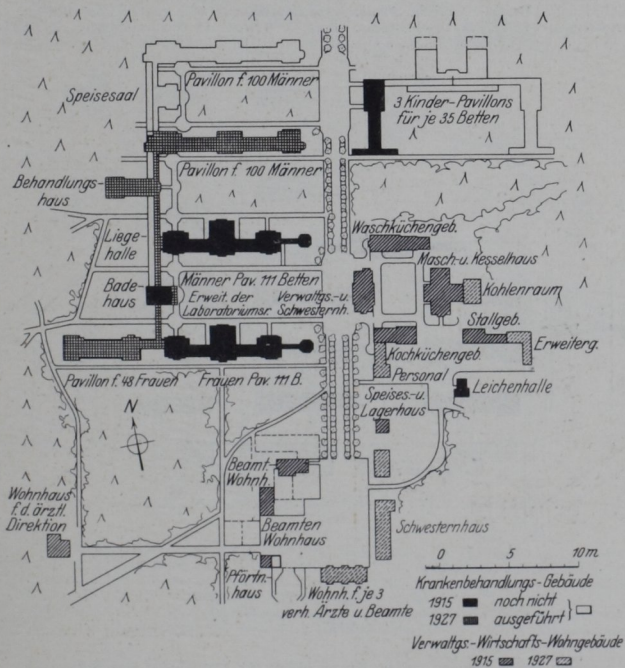 Pavillon f. 100 Männer
Speisesaal
3 Kinder-Pavillons
für je 35 Betten
Pavillon f. 100 Männer
Behandlungs-
haus
Liege-
halle
Waschküchengeb.
Masch-u. Kesselhaus
Bade-
haus
Männer Pav. 111 Betten
Erweit. der
Laboratoriumsr.
Verwaltgs.-u.
Schwesternh.
Kohlenraum
Stallgeb.
Erweiterg.
Kochküchengeb.
Pavillon f. 48 Frauen
Frauen Pav. 111 B.
Personal
Speises.-u.
Lagerhaus
Leichenhalle
N
Beamt.-
Wohnh.
Wohnhaus
f. d. ärztl.
Direktion
Beamten
Wohnhaus
Schwesternhaus
Pförtn.
haus
Wohnh. f. je 3
verh. Ärzte u. Beamte
0 5 10 m.
Krankenbehandlungs-Gebäude
1915 noch nicht
1927 ausgeführt
Verwaltgs.-Wirtschafts-Wohngebäude
1915 1927